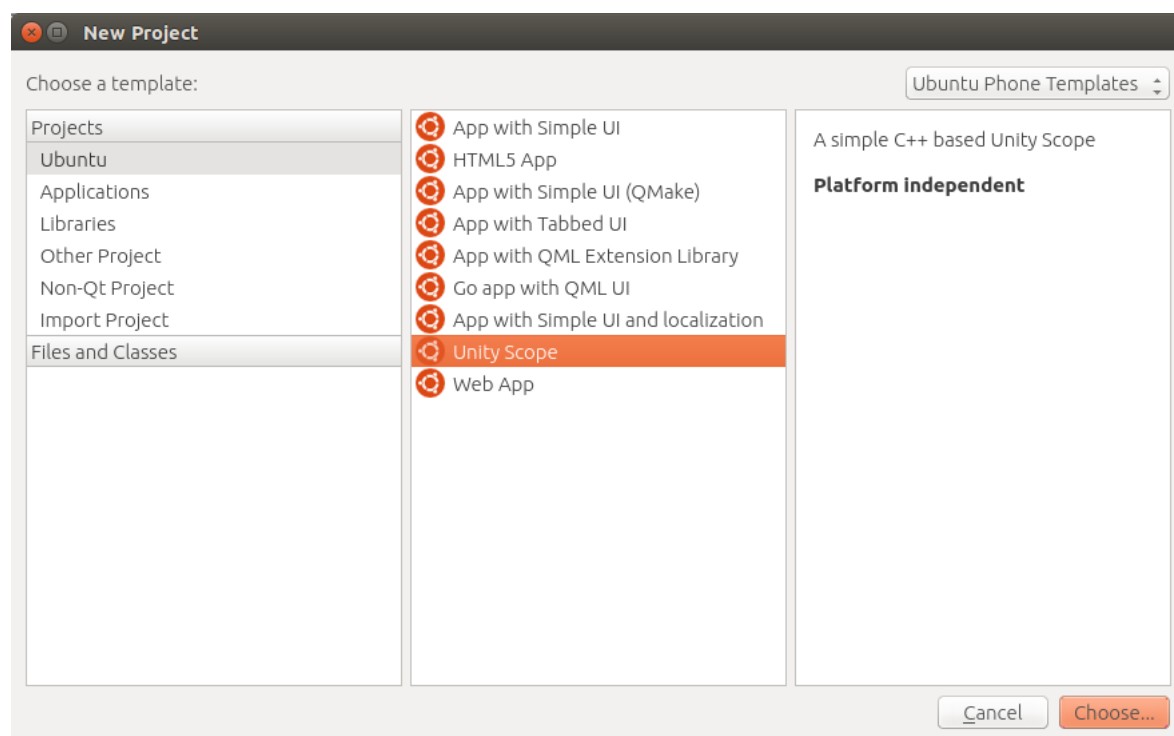 New Project
Choose a template:
Ubuntu Phone Templates
Projects
Ubuntu
Applications
Libraries
Other Project
Non-Qt Project
Import Project
Files and Classes
App with Simple UI
HTML5 App
App with Simple UI (QMake)
App with Tabbed UI
App with QML Extension Library
Go app with QML UI
App with Simple UI and localization
Unity Scope
Web App
A simple C++ based Unity Scope
Platform independent
Cancel
Choose...